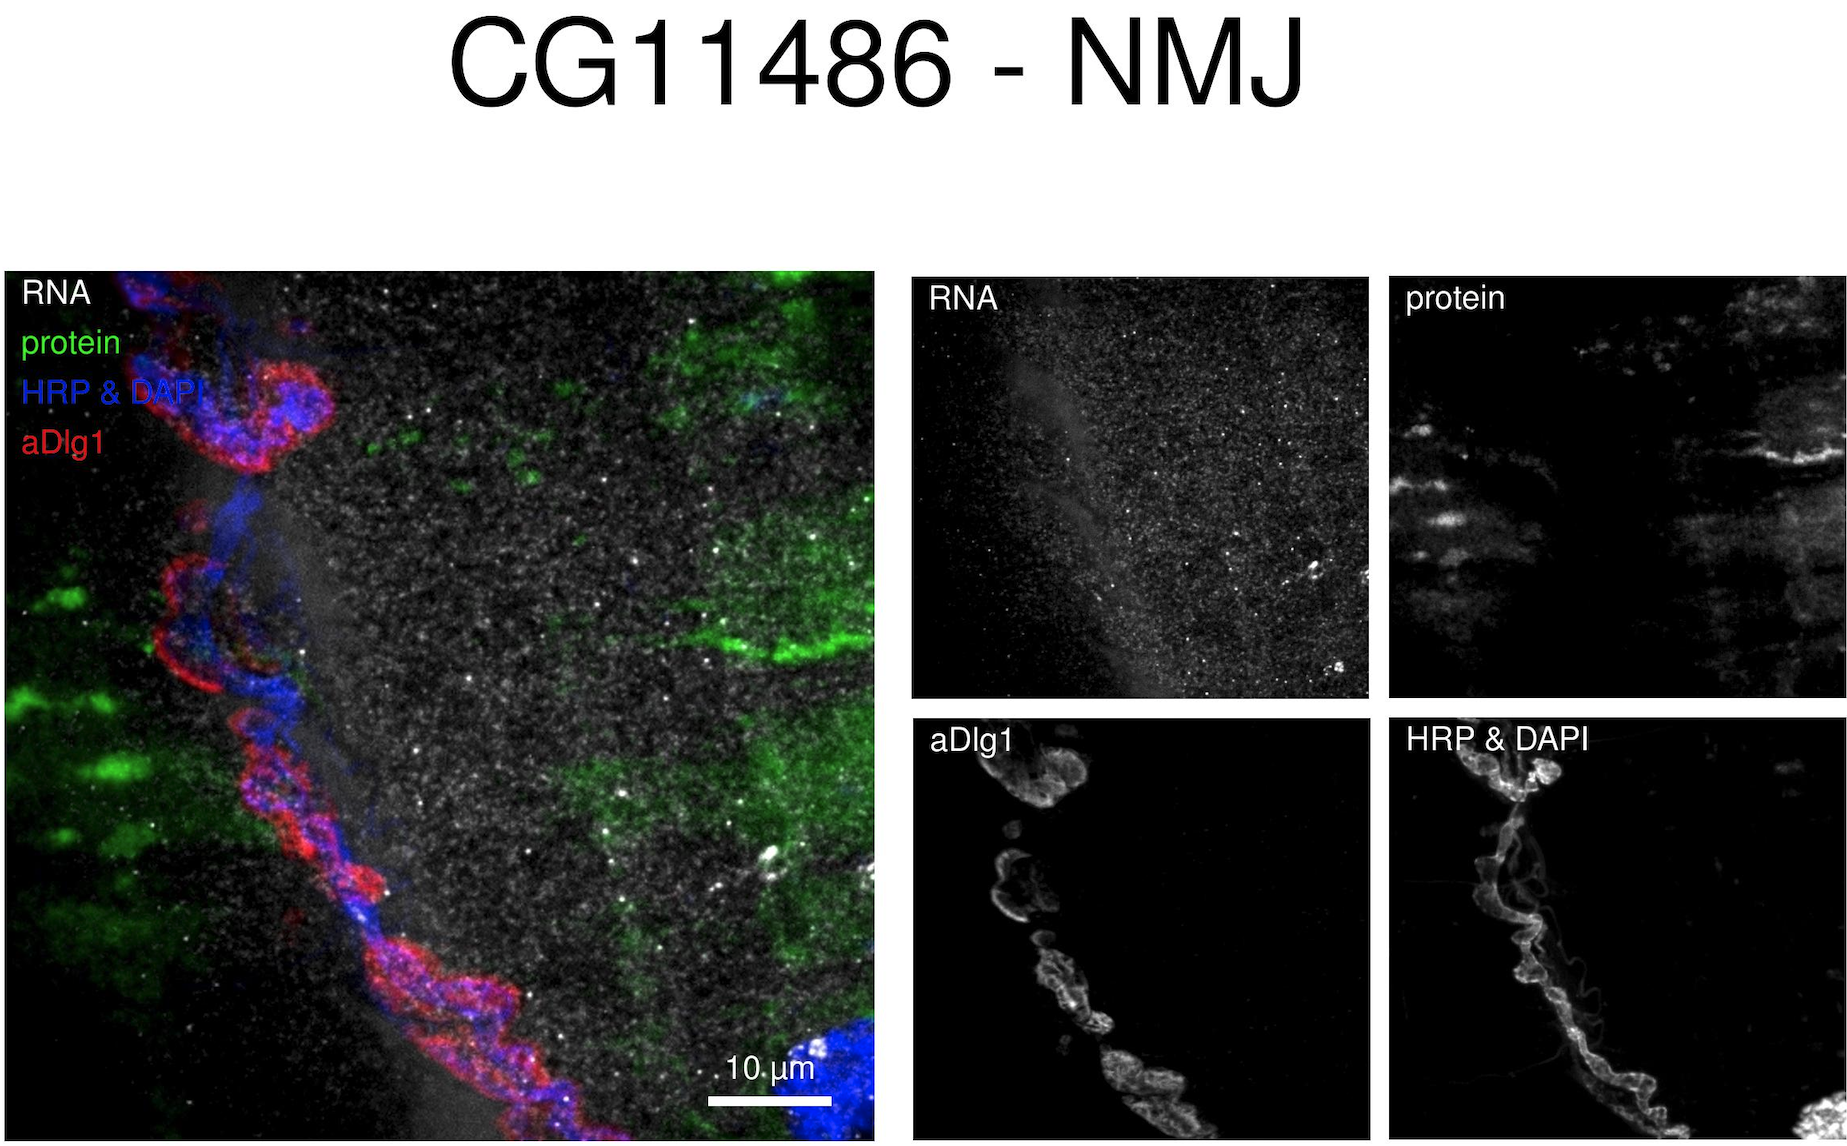 CG11486 - NMJ
RNA
protein
HRP & DAPI
aDlg1
10 µm
RNA
protein
aDlg1
HRP & DAPI